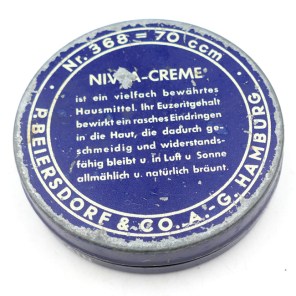 Nr. 368 = 70 ccm
NIVEA-CREME
ist ein vielfach bewährtes
Hausmittel. Ihr Euzeritgehalt
bewirkt ein rasches Eindringen
in die Haut, die dadurch ge-
schmeidig und widerstands-
fähig bleibt u in Luft u Sonne
allmählich u. natürlich bräunt.
P. BEIERSDORF & CO. A.-G. HAMBURG